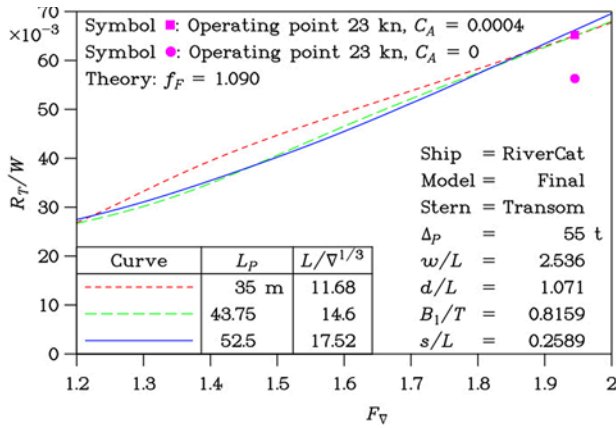 70
×10⁻³
60
50
40
30
20
10
0
R_T/W
Symbol ■: Operating point 23 kn, C_A = 0.0004
Symbol ●: Operating point 23 kn, C_A = 0
Theory: f_F = 1.090
Ship = RiverCat
Model = Final
Stern = Transom
Δ_P = 55 t
w/L = 2.536
d/L = 1.071
B₁/T = 0.8159
s/L = 0.2589
Curve L_P L/∇^1/3
35 m 11.68
43.75 14.6
52.5 17.52
1.2 1.3 1.4 1.5 1.6 1.7 1.8 1.9 2
F_∇